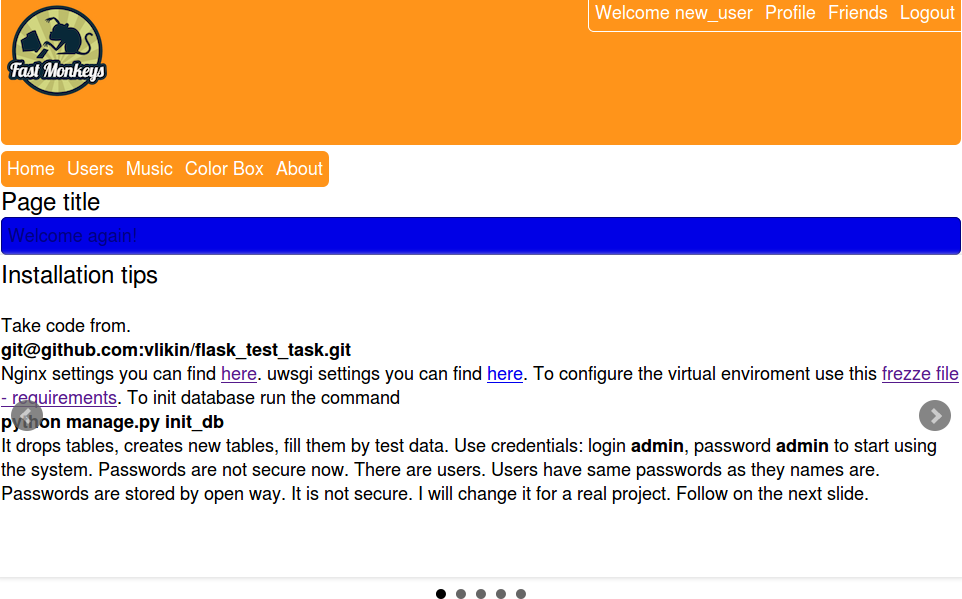 Fast Monkeys
Welcome new_user Profile Friends Logout
Home Users Music Color Box About
Page title
Welcome again!
Installation tips
Take code from.
git@github.com:vlikin/flask_test_task.git
Nginx settings you can find here. uwsgi settings you can find here. To configure the virtual enviroment use this frezze file
- requirements. To init database run the command
python manage.py init_db
It drops tables, creates new tables, fill them by test data. Use credentials: login admin, password admin to start using
the system. Passwords are not secure now. There are users. Users have same passwords as they names are.
Passwords are stored by open way. It is not secure. I will change it for a real project. Follow on the next slide.